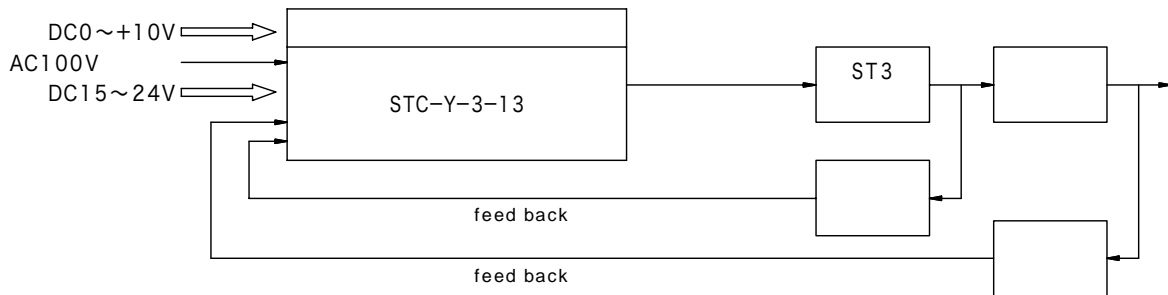 DC0～+10V
AC100V
DC15～24V
STC-Y-3-13
ST3
feed back
feed back